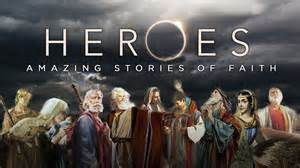 HEROES
AMAZING STORIES OF FAITH